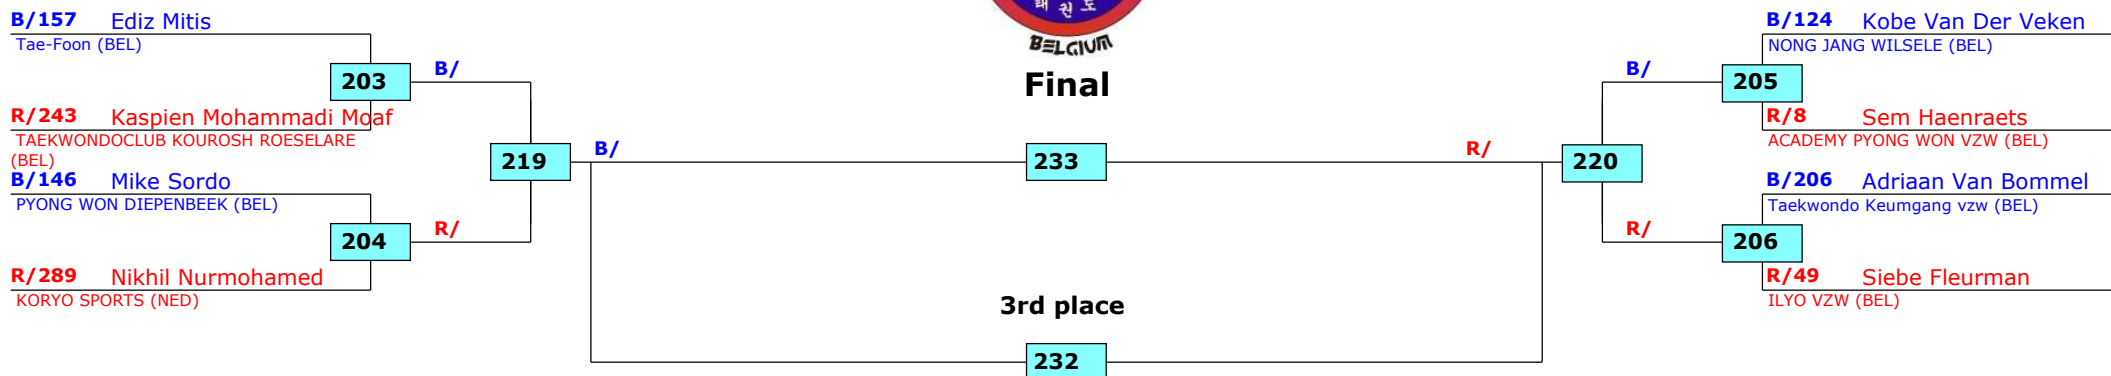 B/157 Ediz Mitis
Tae-Foon (BEL)
203
B/
R/243 Kaspien Mohammadi Moaf
TAEKWONDOCLUB KOUROSH ROESELARE
(BEL)
219
B/
B/146 Mike Sordo
PYONG WON DIEPENBEEK (BEL)
204
R/
R/289 Nikhil Nurmohamed
KORYO SPORTS (NED)
태권도
BELGIUM
Final
233
3rd place
232
B/124 Kobe Van Der Veken
NONG JANG WILSELE (BEL)
B/
205
R/8 Sem Haenraets
ACADEMY PYONG WON VZW (BEL)
R/
220
B/206 Adriaan Van Bommel
Taekwondo Keumgang vzw (BEL)
R/
206
R/49 Siebe Fleurman
ILYO VZW (BEL)